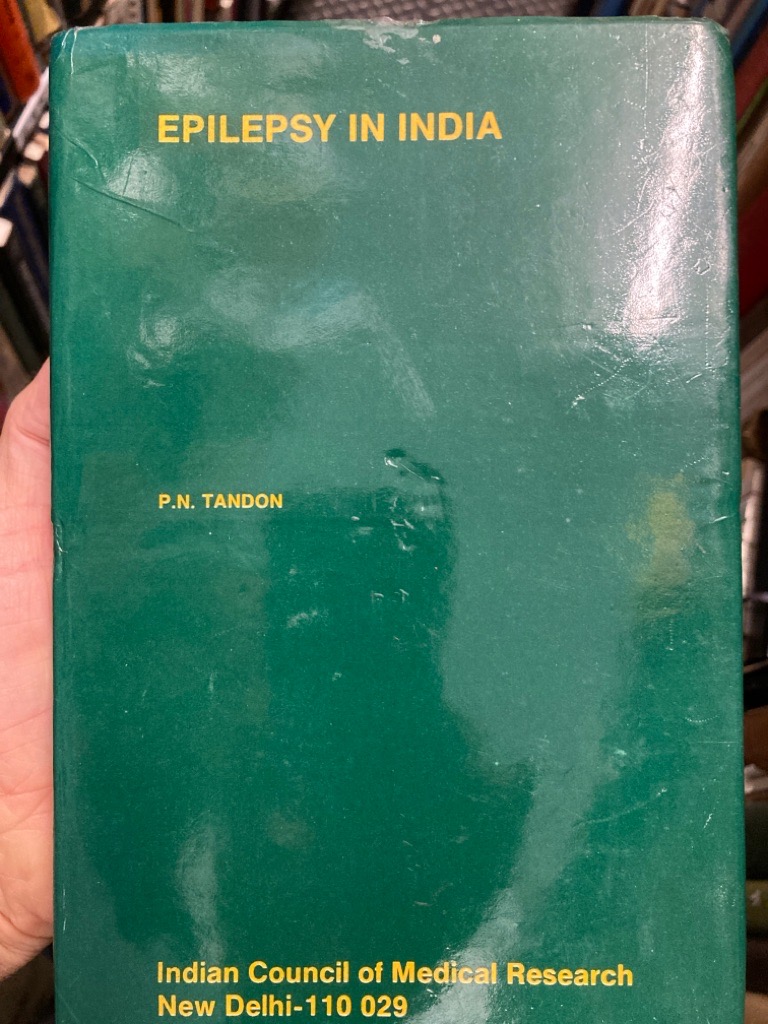 EPILEPSY IN INDIA
P.N. TANDON
Indian Council of Medical Research
New Delhi-110 029